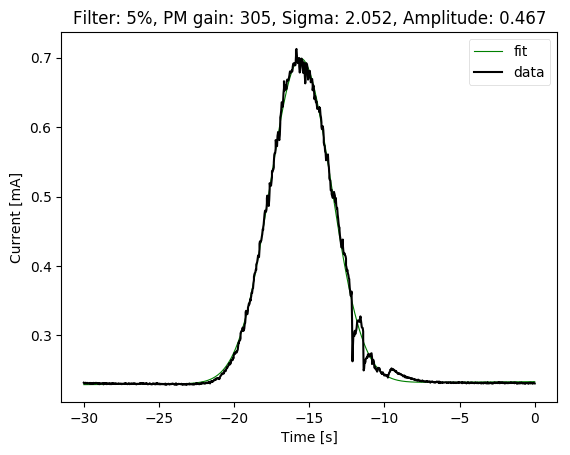 Filter: 5%, PM gain: 305, Sigma: 2.052, Amplitude: 0.467
fit
data
0.7
0.6
0.5
0.4
0.3
Current [mA]
−30
−25
−20
−15
−10
−5
0
Time [s]